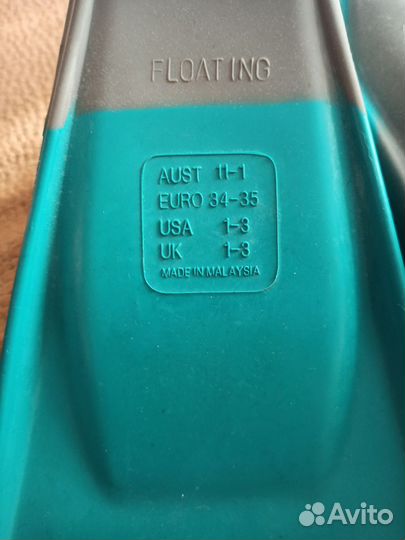 FLOATING
AUST 11-1
EURO 34-35
USA 1-3
UK 1-3
MADE IN MALAYSIA
Avito